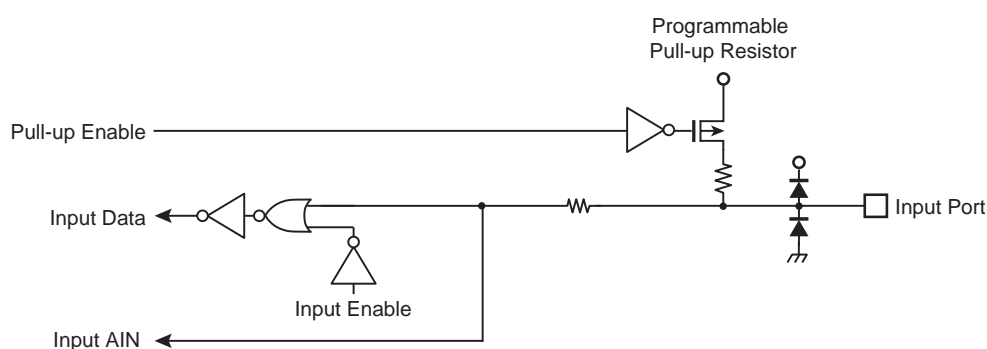 Programmable
Pull-up Resistor
Pull-up Enable
Input Data
Input Port
Input Enable
Input AIN